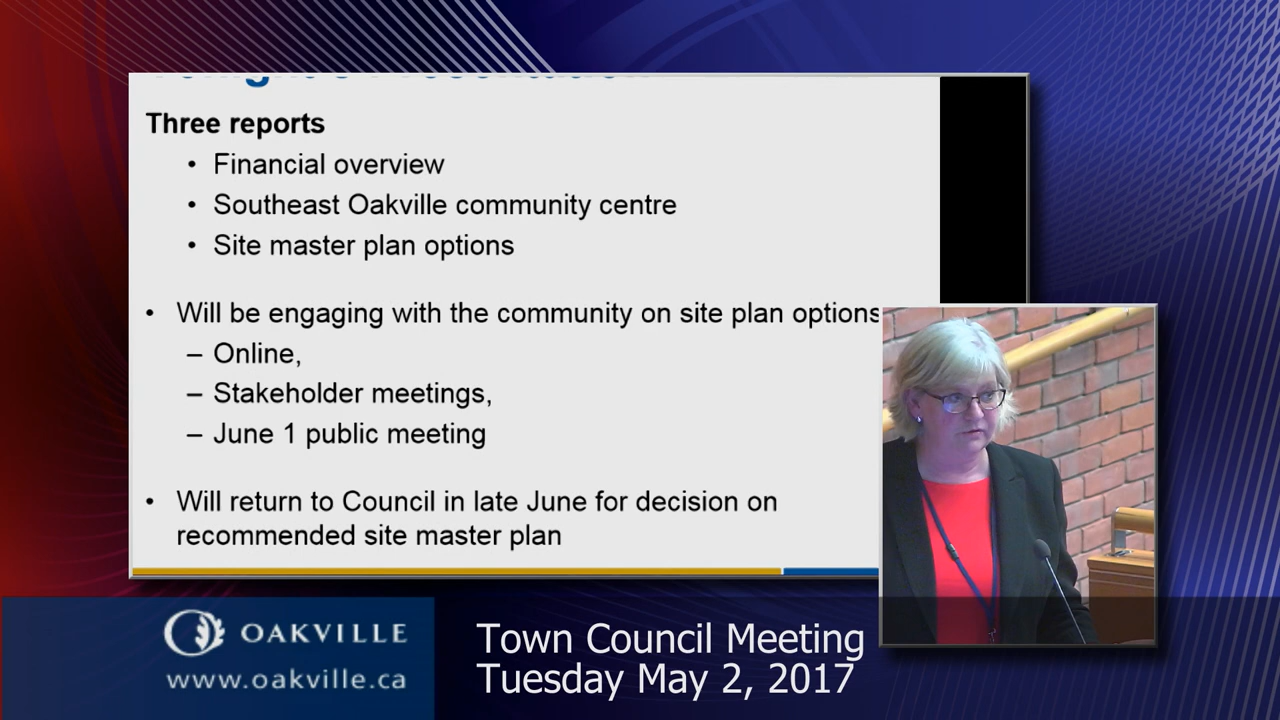 Three reports
• Financial overview
• Southeast Oakville community centre
• Site master plan options
• Will be engaging with the community on site plan options
– Online,
– Stakeholder meetings,
– June 1 public meeting
• Will return to Council in late June for decision on
recommended site master plan
OAKVILLE
www.oakville.ca
Town Council Meeting
Tuesday May 2, 2017